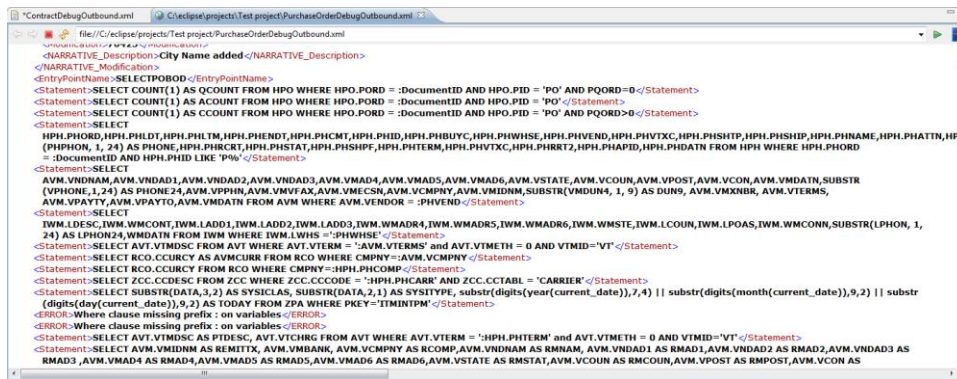 *ContractDebugOutbound.xml
C:\eclipse\projects\Test project\PurchaseOrderDebugOutbound.xml
file://C:/eclipse/projects/Test project/PurchaseOrderDebugOutbound.xml
<NARRATIVE_Description>City Name added</NARRATIVE_Description>
</NARRATIVE_Modification>
<EntryPointName>SELECTPOBOD</EntryPointName>
<Statement>SELECT COUNT(1) AS QCOUNT FROM HPO WHERE HPO.PORD = :DocumentID AND HPO.PID = 'PO' AND PQORD=0</Statement>
<Statement>SELECT COUNT(1) AS ACOUNT FROM HPO WHERE HPO.PORD = :DocumentID AND HPO.PID = 'PO'</Statement>
<Statement>SELECT COUNT(1) AS CCOUNT FROM HPO WHERE HPO.PORD = :DocumentID AND HPO.PID = 'PO' AND PQORD>0</Statement>
<Statement>SELECT
HPH.PHORD,HPH.PHLDT,HPH.PHLTM,HPH.PHENDT,HPH.PHCMT,HPH.PHID,HPH.PHBUYC,HPH.PHWHSE,HPH.PHVEND,HPH.PHVTXC,HPH.PHSHTP,HPH.PHSHIP,HPH.PHNAME,HPH.PHATTN,HP
(PHPHON, 1, 24) AS PHONE,HPH.PHRCRT,HPH.PHSTAT,HPH.PHSHPF,HPH.PHTERM,HPH.PHVTXC,HPH.PHRRT2,HPH.PHAPID,HPH.PHDATN FROM HPH WHERE HPH.PHORD
= :DocumentID AND HPH.PHID LIKE 'P%'</Statement>
<Statement>SELECT
AVM.VNDNAM,AVM.VNDAD1,AVM.VNDAD2,AVM.VNDAD3,AVM.VMAD4,AVM.VMAD5,AVM.VMAD6,AVM.VSTATE,AVM.VCOUN,AVM.VPOST,AVM.VCON,AVM.VMDATN,SUBSTR
(VPHONE,1,24) AS PHONE24,AVM.VPPHN,AVM.VMVFAX,AVM.VMECSN,AVM.VCMPNY,AVM.VMIDNM,SUBSTR(VMDUN4, 1, 9) AS DUN9, AVM.VMXNBR, AVM.VTERMS,
AVM.VPAYTY,AVM.VPAYTO,AVM.VMDATN FROM AVM WHERE AVM.VENDOR = :PHVEND</Statement>
<Statement>SELECT
IWM.LDESC,IWM.WMCONT,IWM.LADD1,IWM.LADD2,IWM.LADD3,IWM.WMADR4,IWM.WMADR5,IWM.WMADR6,IWM.WMSTE,IWM.LCOUN,IWM.LPOAS,IWM.WMCONN,SUBSTR(LPHON, 1,
24) AS LPHON24,WMDATN FROM IWM WHERE IWM.LWHS =':PHWHSE'</Statement>
<Statement>SELECT AVT.VTMDSC FROM AVT WHERE AVT.VTERM = ':AVM.VTERMS' and AVT.VTMETH = 0 AND VTMID='VT'</Statement>
<Statement>SELECT RCO.CCURCY AS AVMCURR FROM RCO WHERE CMPNY=:AVM.VCMPNY</Statement>
<Statement>SELECT RCO.CCURCY FROM RCO WHERE CMPNY=:HPH.PHCOMP</Statement>
<Statement>SELECT ZCC.CCDESC FROM ZCC WHERE ZCC.CCCODE = ':HPH.PHCARR' AND ZCC.CCTABL = 'CARRIER'</Statement>
<Statement>SELECT SUBSTR(DATA,3,2) AS SYSICLAS, SUBSTR(DATA,2,1) AS SYSITYPE, substr(digits(year(current_date)),7,4) || substr(digits(month(current_date)),9,2) || substr
(digits(day(current_date)),9,2) AS TODAY FROM ZPA WHERE PKEY='ITMINTPM'</Statement>
<ERROR>Where clause missing prefix : on variables</ERROR>
<ERROR>Where clause missing prefix : on variables</ERROR>
<Statement>SELECT AVT.VTMDSC AS PTDESC, AVT.VTCHRG FROM AVT WHERE AVT.VTERM = ':HPH.PHTERM' and AVT.VTMETH = 0 AND VTMID='VT'</Statement>
<Statement>SELECT AVM.VMIDNM AS REMITTX, AVM.VMBANK, AVM.VCMPNY AS RCOMP,AVM.VNDNAM AS RMNAM, AVM.VNDAD1 AS RMAD1,AVM.VNDAD2 AS RMAD2,AVM.VNDAD3 AS
RMAD3 ,AVM.VMAD4 AS RMAD4,AVM.VMAD5 AS RMAD5,AVM.VMAD6 AS RMAD6,AVM.VSTATE AS RMSTAT,AVM.VCOUN AS RMCOUN,AVM.VPOST AS RMPOST,AVM.VCON AS